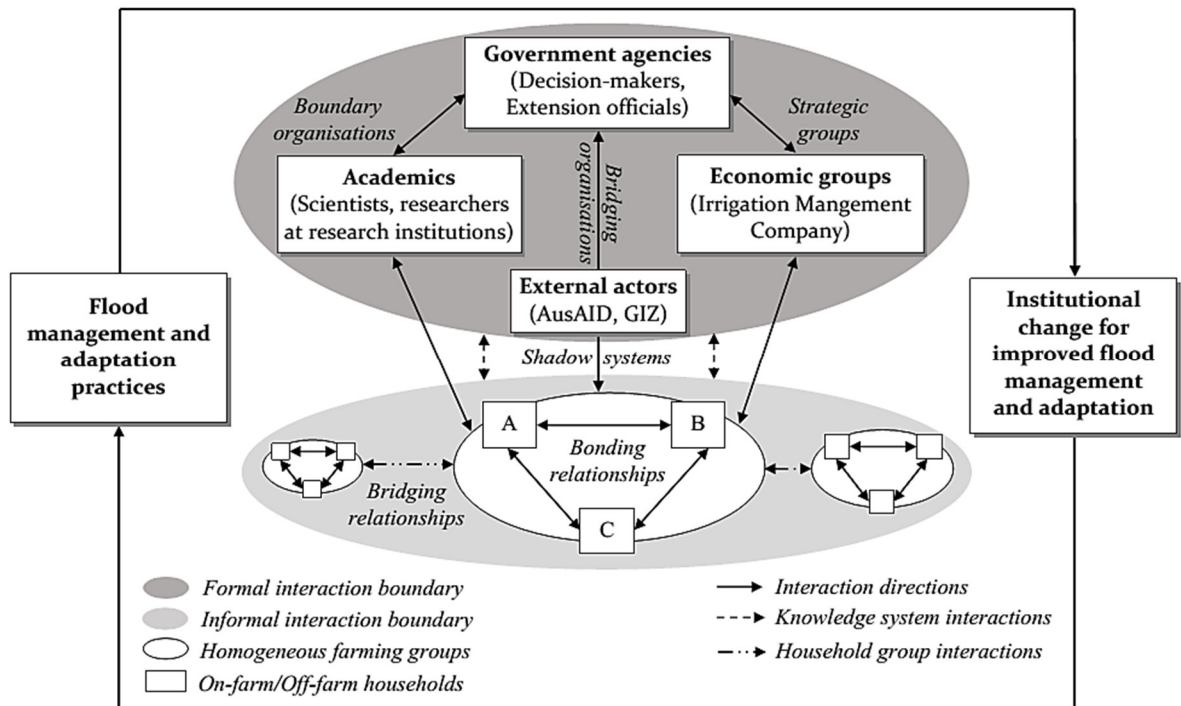 Government agencies
(Decision-makers,
Extension officials)
Boundary
organisations
Strategic
groups
Academics
(Scientists, researchers
at research institutions)
Bridging
organisations
Economic groups
(Irrigation Mangement
Company)
External actors
(AusAID, GIZ)
Flood
management and
adaptation
practices
Institutional
change for
improved flood
management
and adaptation
Shadow systems
A
B
Bonding
relationships
Bridging
relationships
C
Formal interaction boundary
Informal interaction boundary
Homogeneous farming groups
On-farm/Off-farm households
Interaction directions
Knowledge system interactions
Household group interactions